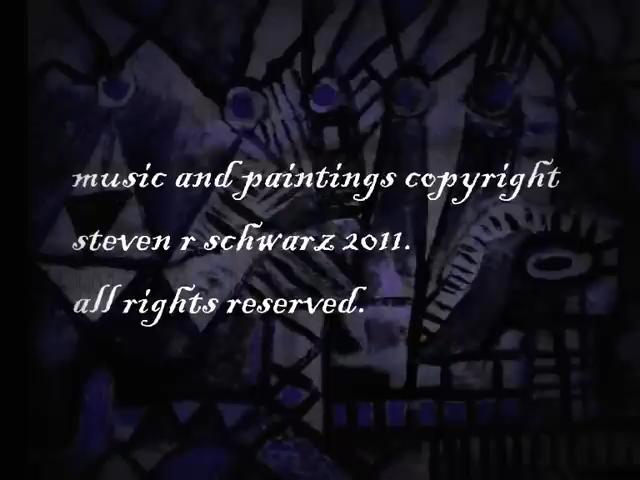 music and paintings copyright
steven r schwarz 2011.
all rights reserved.